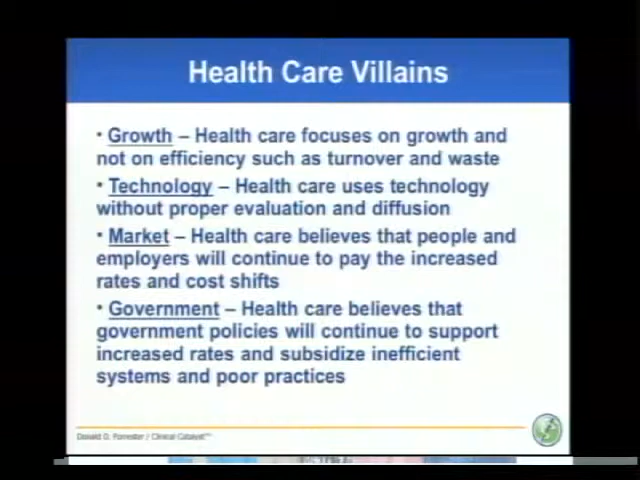 Health Care Villains
• Growth – Health care focuses on growth and
not on efficiency such as turnover and waste
• Technology – Health care uses technology
without proper evaluation and diffusion
• Market – Health care believes that people and
employers will continue to pay the increased
rates and cost shifts
• Government – Health care believes that
government policies will continue to support
increased rates and subsidize inefficient
systems and poor practices
Donald D. Forrester / Clinical Catalyst™